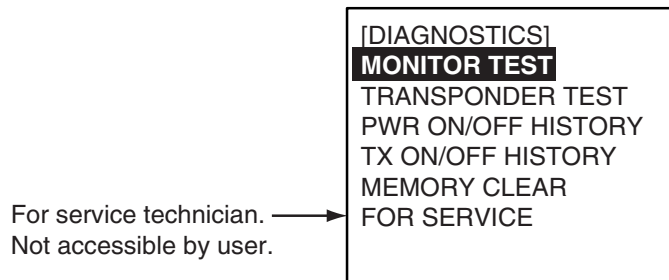 [DIAGNOSTICS]
MONITOR TEST
TRANSPONDER TEST
PWR ON/OFF HISTORY
TX ON/OFF HISTORY
MEMORY CLEAR
FOR SERVICE
For service technician.
Not accessible by user.